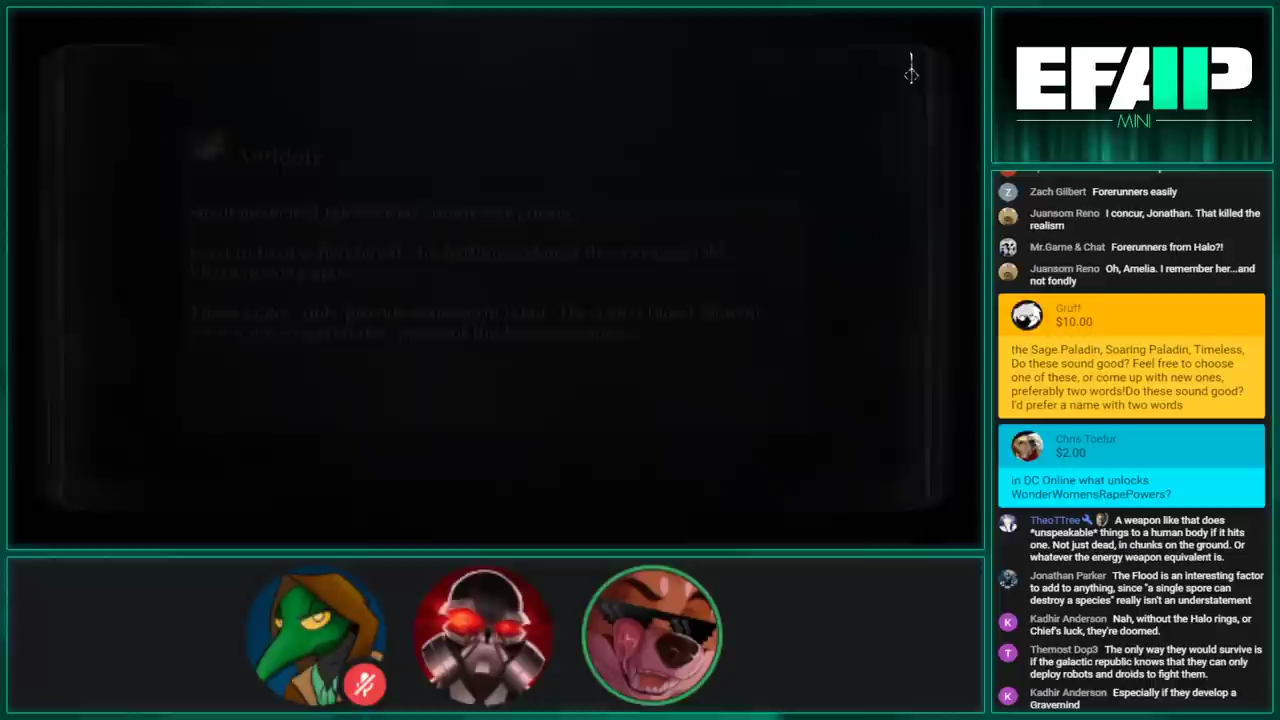 EFAP
MINI
Zach Gilbert Forerunners easily
Juansom Reno I concur, Jonathan. That killed the
realism
Mr.Game & Chat Forerunners from Halo?!
Juansom Reno Oh, Amelia. I remember her...and
not fondly
Gruff
$10.00
the Sage Paladin, Soaring Paladin, Timeless,
Do these sound good? Feel free to choose
one of these, or come up with new ones,
preferably two words!Do these sound good?
I'd prefer a name with two words
Chris Toefur
$2.00
in DC Online what unlocks
WonderWomensRapePowers?
TheoTTree A weapon like that does
*unspeakable* things to a human body if it hits
one. Not just dead, in chunks on the ground. Or
whatever the energy weapon equivalent is.
Jonathan Parker The Flood is an interesting factor
to add to anything, since "a single spore can
destroy a species" really isn't an understatement
K Kadhir Anderson Nah, without the Halo rings, or
Chief's luck, they're doomed.
T Themost Dop3 The only way they would survive is
if the galactic republic knows that they can only
deploy robots and droids to fight them.
K Kadhir Anderson Especially if they develop a
Gravemind